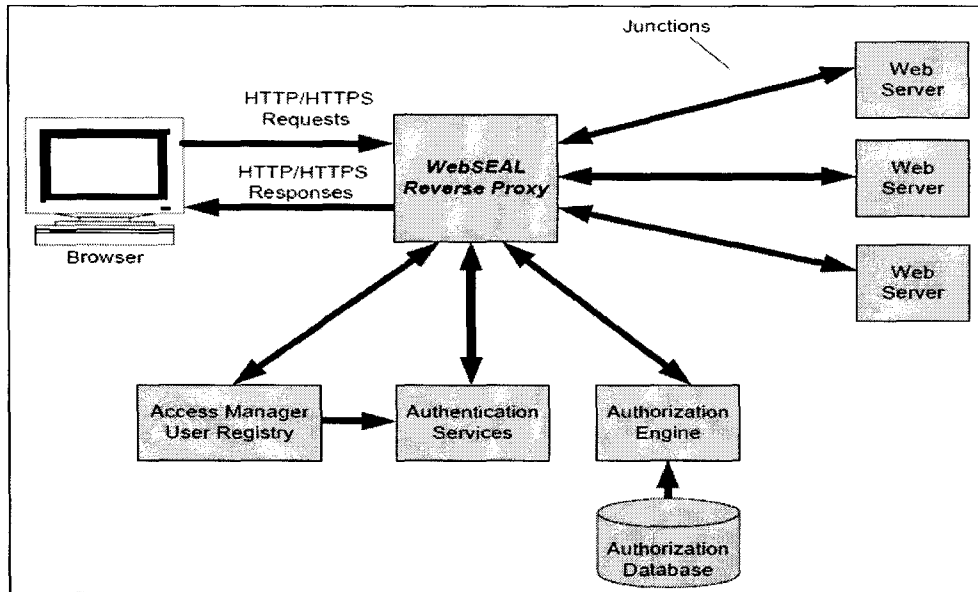 Junctions
Web
Server
HTTP/HTTPS
Requests
WebSEAL
Reverse Proxy
HTTP/HTTPS
Responses
Web
Server
Browser
Web
Server
Access Manager
User Registry
Authentication
Services
Authorization
Engine
Authorization
Database